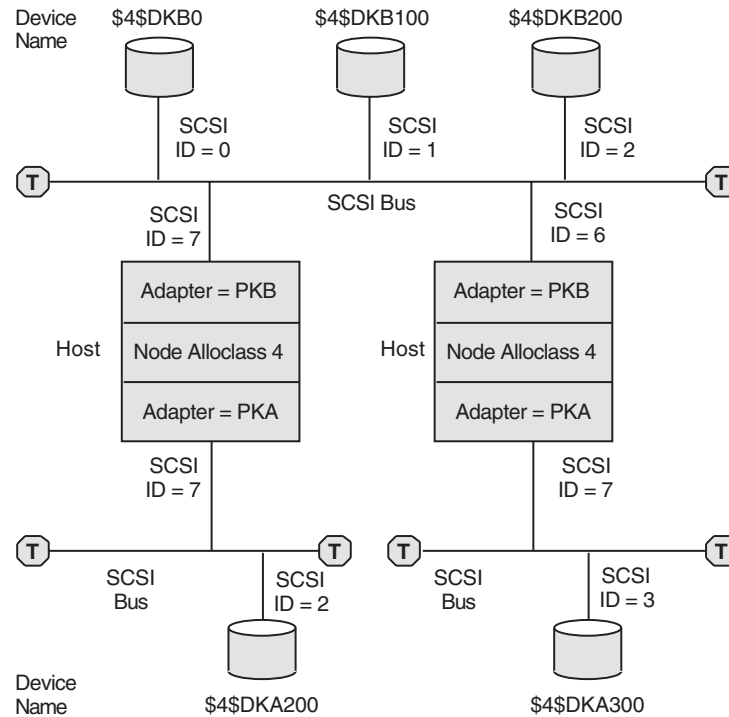 Device
Name
$4$DKB0
$4$DKB100
$4$DKB200
SCSI
ID = 0
SCSI
ID = 1
SCSI
ID = 2
T
T
SCSI Bus
SCSI
ID = 7
SCSI
ID = 6
Adapter = PKB
Adapter = PKB
Host
Node Alloclass 4
Host
Node Alloclass 4
Adapter = PKA
Adapter = PKA
SCSI
ID = 7
SCSI
ID = 7
T
T
T
T
SCSI
Bus
SCSI
ID = 2
SCSI
Bus
SCSI
ID = 3
Device
Name
$4$DKA200
$4$DKA300